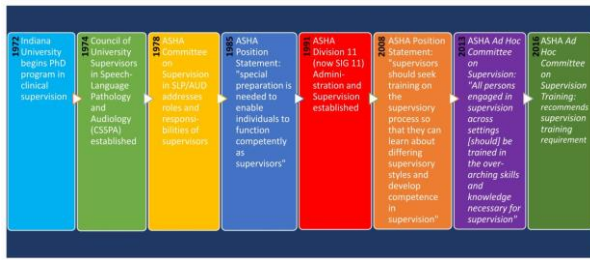 1972
Indiana
University
begins PhD
program in
clinical
supervision
1974
Council of
University
Supervisors
in Speech-
Language
Pathology
and
Audiology
(CSSPA)
established
1978
ASHA
Committee
on
Supervision
in SLP/AUD
addresses
roles and
responsi-
bilities of
supervisors
1985
ASHA
Position
Statement:
"special
preparation is
needed to
enable
individuals to
function
competently
as
supervisors"
1991
ASHA
Division 11
(now SIG 11)
Admini-
stration and
Supervision
established
2008
ASHA Position
Statement:
"supervisors
should seek
training on
the
supervsiory
process so
that they can
learn about
differing
supervisory
styles and
develop
competence
in
supervision"
2013
ASHA Ad Hoc
Committee
on
Supervision:
"All persons
engaged in
supervision
across
settings
[should] be
trained in
the over-
arching skills
and
knowledge
necessary for
supervision"
2016
ASHA Ad
Hoc
Committee
on
Supervision
Training:
recommends
supervision
training
requirement